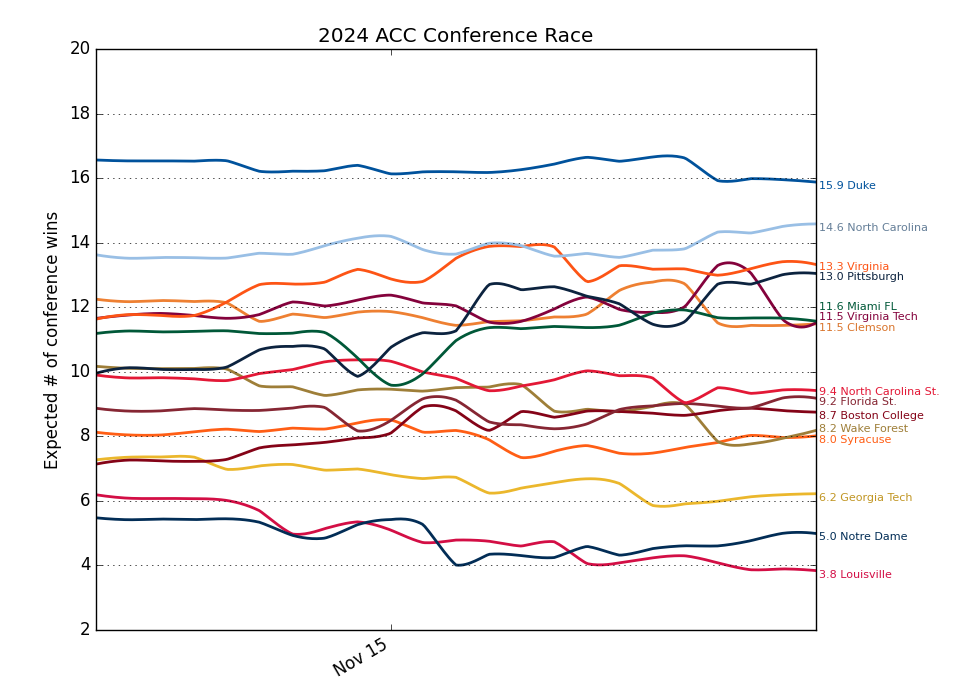 2024 ACC Conference Race
Expected # of conference wins
20
18
16
14
12
10
8
6
4
2
Nov 15
15.9 Duke
14.6 North Carolina
13.3 Virginia
13.0 Pittsburgh
11.6 Miami FL
11.5 Virginia Tech
11.5 Clemson
9.4 North Carolina St.
9.2 Florida St.
8.7 Boston College
8.2 Wake Forest
8.0 Syracuse
6.2 Georgia Tech
5.0 Notre Dame
3.8 Louisville